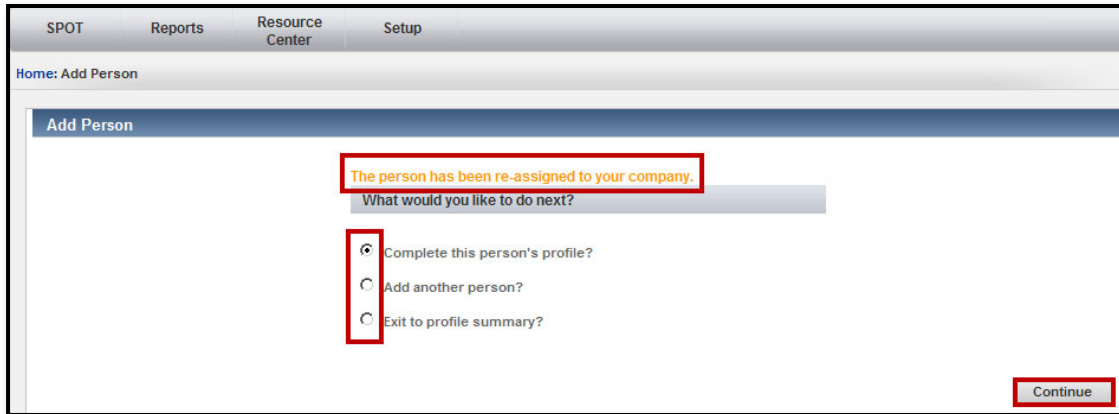 SPOT Reports Resource Center Setup
Home: Add Person
Add Person
The person has been re-assigned to your company.
What would you like to do next?
Complete this person's profile?
Add another person?
Exit to profile summary?
Continue